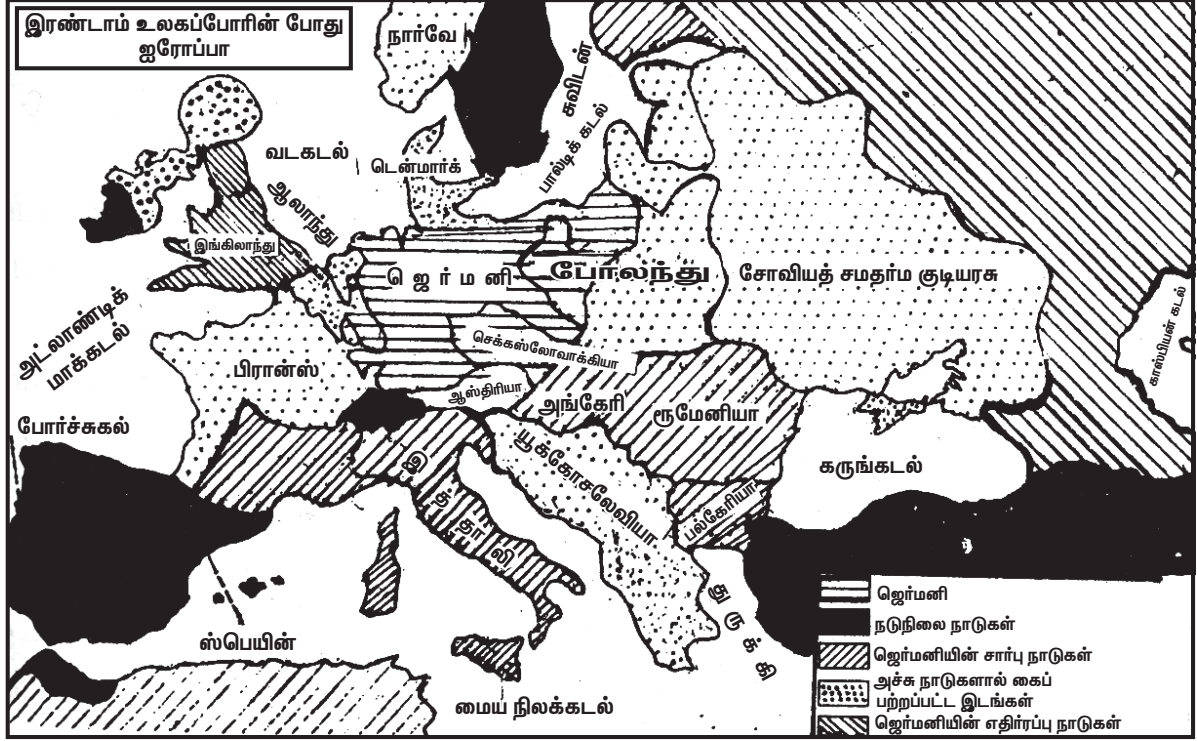 இரண்டாம் உலகப்போரின் போது
ஐரோப்பா
நார்வே
சுவிடன்
பால்டிக் கடல்
வடகடல்
டென்மார்க்
ஆலாந்து
இங்கிலாந்து
ஜெர்மனி
போலந்து
சோவியத் சமதர்ம குடியரசு
காஸ்பியன் கடல்
அட்லாண்டிக்
மாக்கடல்
செக்கஸ்லோவாக்கியா
பிரான்ஸ்
ஆஸ்திரியா
அங்கேரி
ரூமேனியா
போர்ச்சுகல்
யூக்கோசலேவியா
கருங்கடல்
இத்தாலி
பல்கேரியா
துருக்கி
ஸ்பெயின்
மைய நிலக்கடல்
ஜெர்மனி
நடுநிலை நாடுகள்
ஜெர்மனியின் சார்பு நாடுகள்
அச்சு நாடுகளால் கைப்
பற்றப்பட்ட இடங்கள்
ஜெர்மனியின் எதிர்ரப்பு நாடுகள்